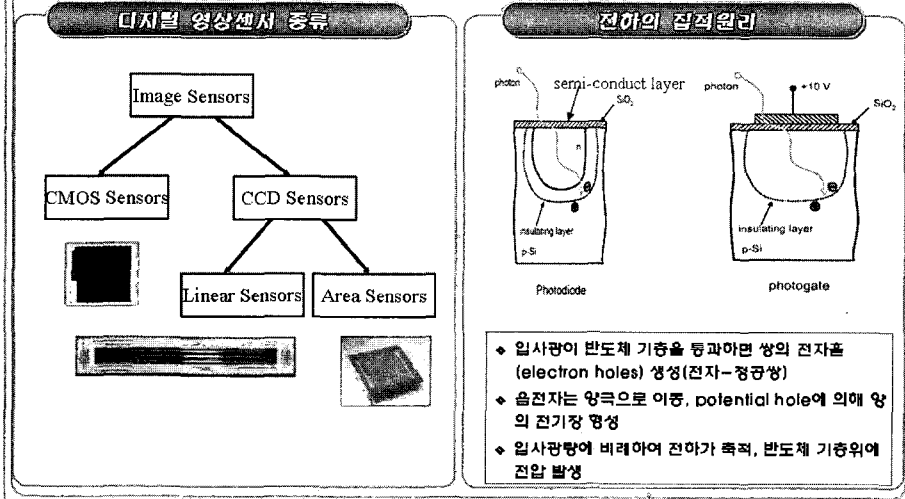 디지털 영상센서 종류
Image Sensors
CMOS Sensors
CCD Sensors
Linear Sensors
Area Sensors
전하의 집적원리
photon
semi-conduct layer
SiO₂
n
insulating layer
p-Si
Photodiode
photon
+10 V
SiO₂
insulating layer
p-Si
photogate
❖ 입사광이 반도체 기층을 통과하면 쌍의 전자홀
(electron holes) 생성(전자-정공쌍)
❖ 음전자는 양극으로 이동, potential hole에 의해 양
의 전기장 형성
❖ 입사광량에 비례하여 전하가 축적, 반도체 기층위에
전압 발생